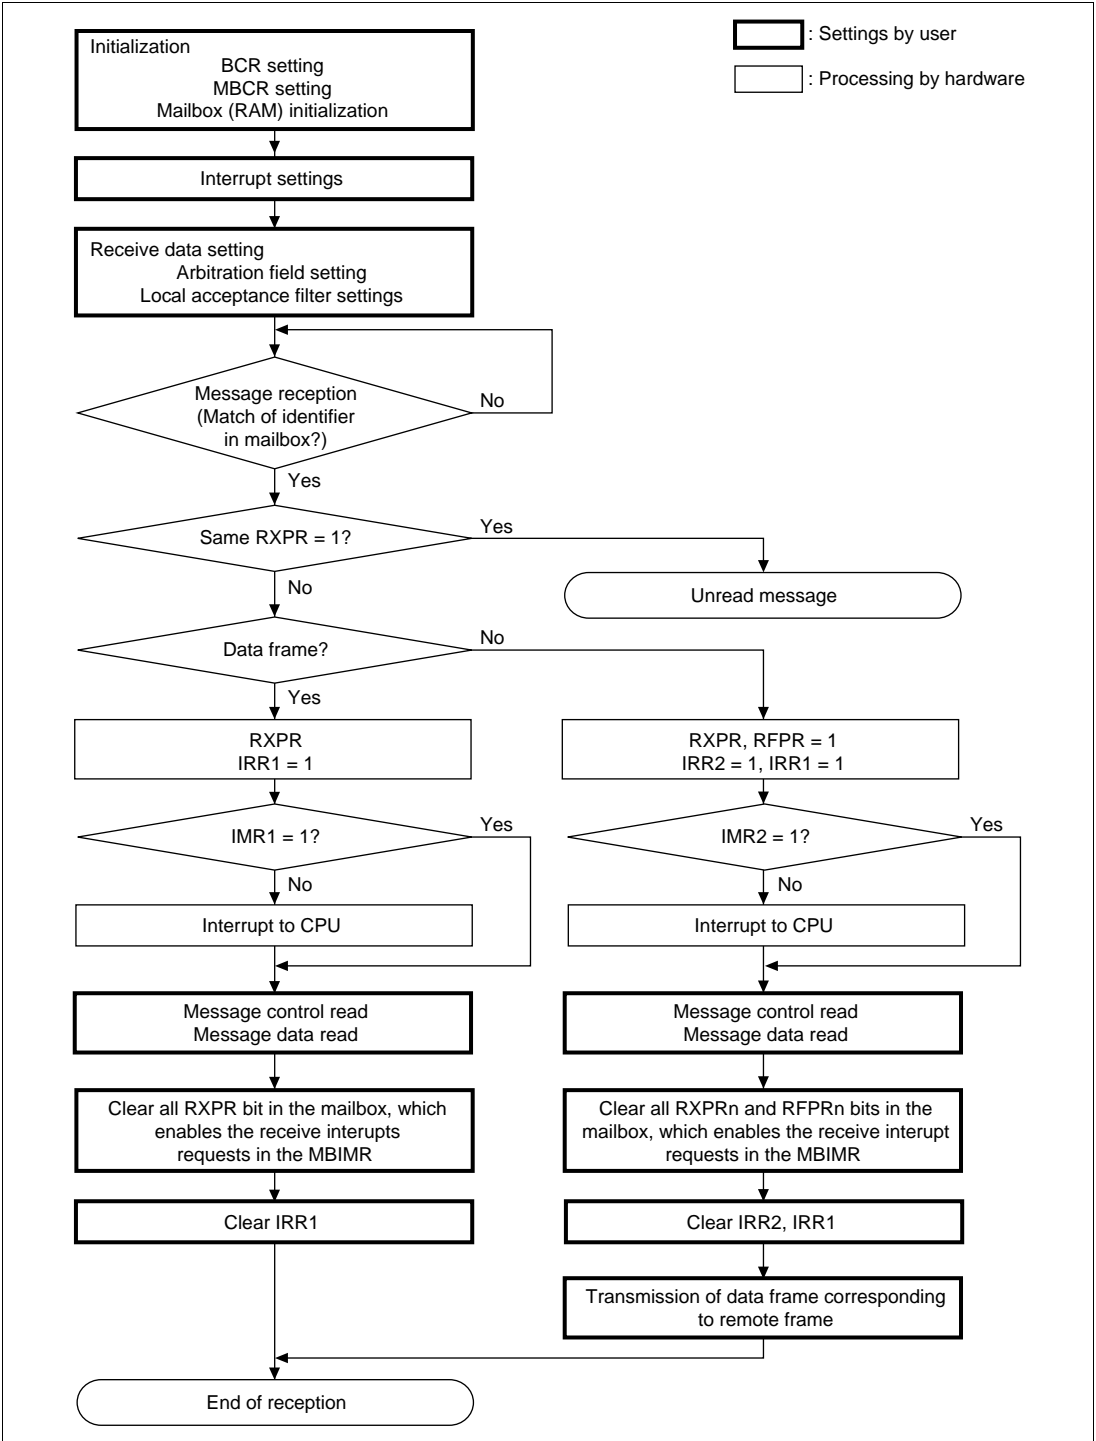 Initialization
BCR setting
MBCR setting
Mailbox (RAM) initialization
: Settings by user
: Processing by hardware
Interrupt settings
Receive data setting
Arbitration field setting
Local acceptance filter settings
Message reception
(Match of identifier
in mailbox?)
No
Yes
Same RXPR = 1?
Yes
No
Unread message
Data frame?
No
Yes
RXPR
IRR1 = 1
RXPR, RFPR = 1
IRR2 = 1, IRR1 = 1
IMR1 = 1?
Yes
No
IMR2 = 1?
Yes
No
Interrupt to CPU
Interrupt to CPU
Message control read
Message data read
Message control read
Message data read
Clear all RXPR bit in the mailbox, which
enables the receive interupts
requests in the MBIMR
Clear all RXPRn and RFPRn bits in the
mailbox, which enables the receive interupt
requests in the MBIMR
Clear IRR1
Clear IRR2, IRR1
Transmission of data frame corresponding
to remote frame
End of reception